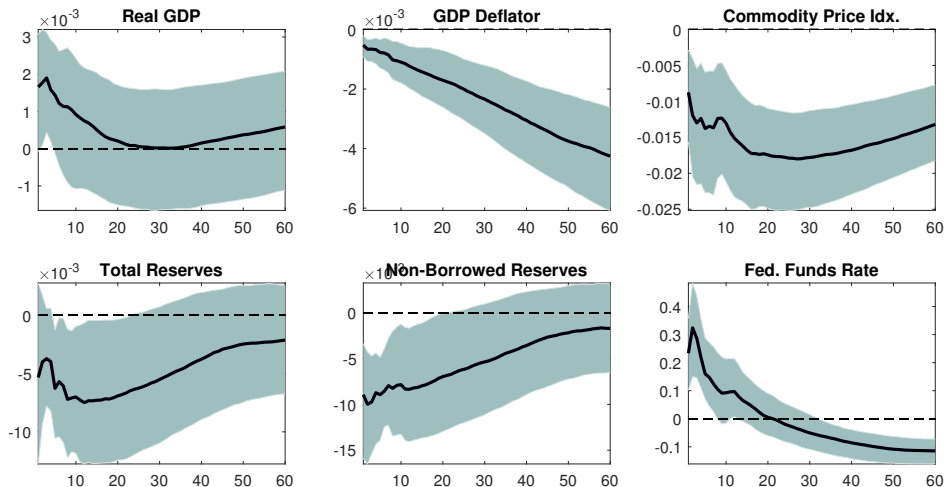 Real GDP
×10⁻³
3
2
1
0
-1
10 20 30 40 50 60
GDP Deflator
×10⁻³
0
-2
-4
-6
10 20 30 40 50 60
Commodity Price Idx.
0
-0.005
-0.01
-0.015
-0.02
-0.025
10 20 30 40 50 60
Total Reserves
×10⁻³
0
-5
-10
10 20 30 40 50 60
Non-Borrowed Reserves
0
-5
-10
-15
10 20 30 40 50 60
Fed. Funds Rate
0.4
0.3
0.2
0.1
0
-0.1
10 20 30 40 50 60